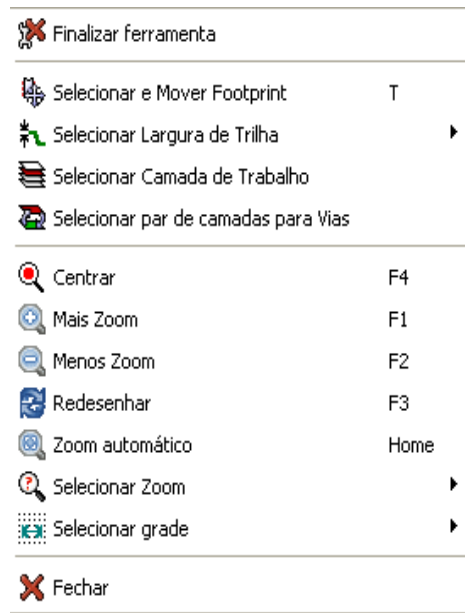 Finalizar ferramenta
Selecionar e Mover Footprint T
Selecionar Largura de Trilha
Selecionar Camada de Trabalho
Selecionar par de camadas para Vias
Centrar F4
Mais Zoom F1
Menos Zoom F2
Redesenhar F3
Zoom automático Home
Selecionar Zoom
Selecionar grade
Fechar